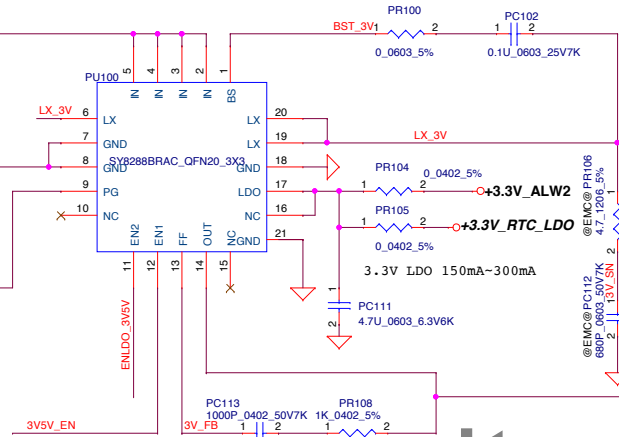 PR100
BST_3V 1 2
0_0603_5%
PC102
1 2
0.1U_0603_25V7K
PU100
5 4 3 2 1
IN IN IN IN BS
LX_3V 6 LX
7 GND
8 GND
9 PG
10 NC
SY8288BRAC_QFN20_3X3
LX 20
LX 19
GND 18
LDO 17
NC 16
GND 21
EN2 EN1 FF OUT NC
11 12 13 14 15
LX_3V
PR104
1 2
0_0402_5%
+3.3V_ALW2
PR105
1 2
0_0402_5%
+3.3V_RTC_LDO
3.3V LDO 150mA~300mA
1
PC111
4.7U_0603_6.3V6K
2
@EMC@PR106
4.7_1206_5%
1
2
3V_SN
@EMC@PC112
680P_0603_50V7K
1
2
ENLDO_3V5V
3V5V_EN
3V_FB
PC113
1000P_0402_50V7K
1 2
PR108
1K_0402_5%
1 2